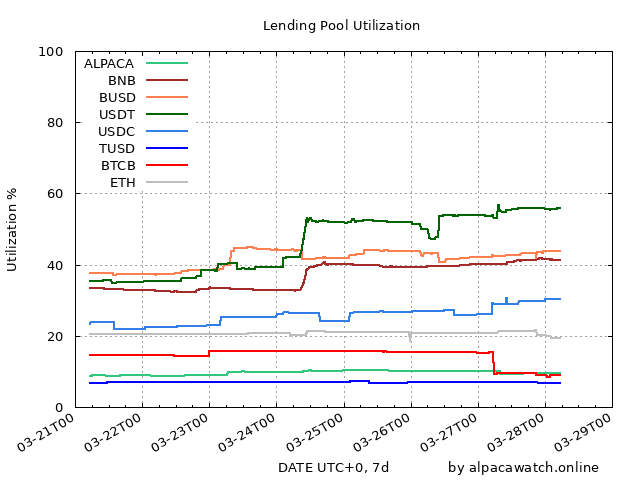 Lending Pool Utilization
100
80
60
40
20
0
Utilization %
ALPACA
BNB
BUSD
USDT
USDC
TUSD
BTCB
ETH
03-21T00
03-22T00
03-23T00
03-24T00
03-25T00
03-26T00
03-27T00
03-28T00
03-29T00
DATE UTC+0, 7d
by alpacawatch.online